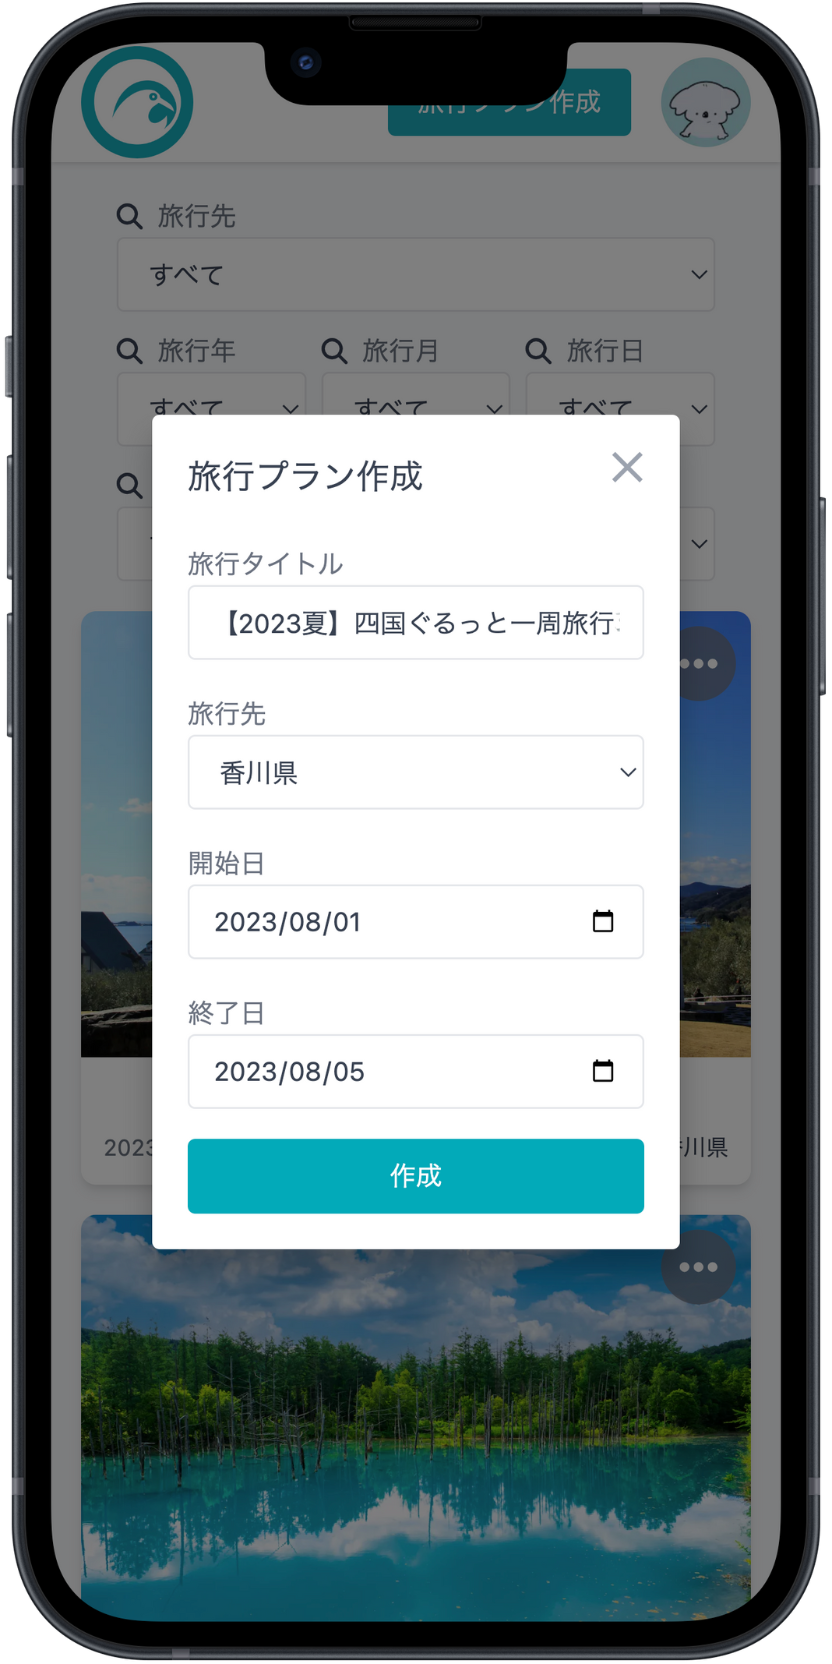 旅行プラン作成
旅行先
すべて
旅行年 旅行月 旅行日
すべて すべて すべて
旅行プラン作成
旅行タイトル
【2023夏】四国ぐるっと一周旅行
旅行先
香川県
開始日
2023/08/01
終了日
2023/08/05
2023 川県
作成